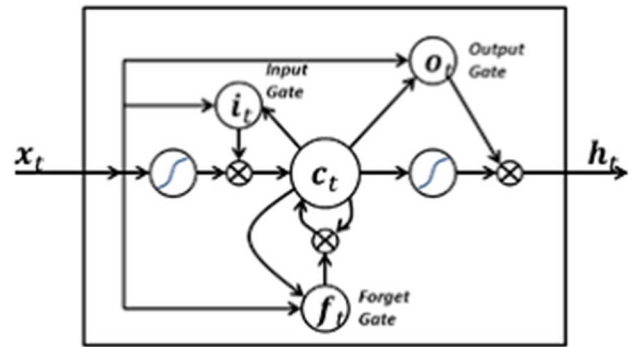 Input
Gate
i_t
o_t
Output
Gate
x_t
c_t
h_t
f_t
Forget
Gate